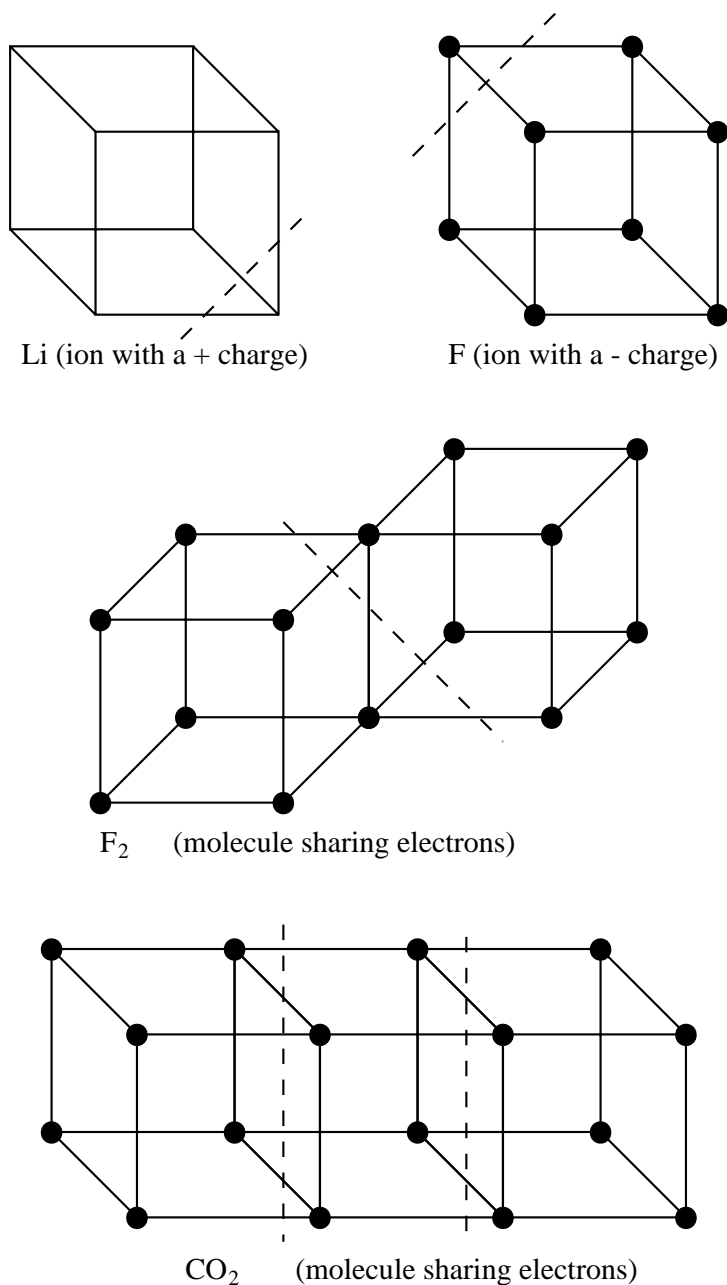 Li (ion with a + charge)
F (ion with a - charge)
F₂ (molecule sharing electrons)
CO₂ (molecule sharing electrons)